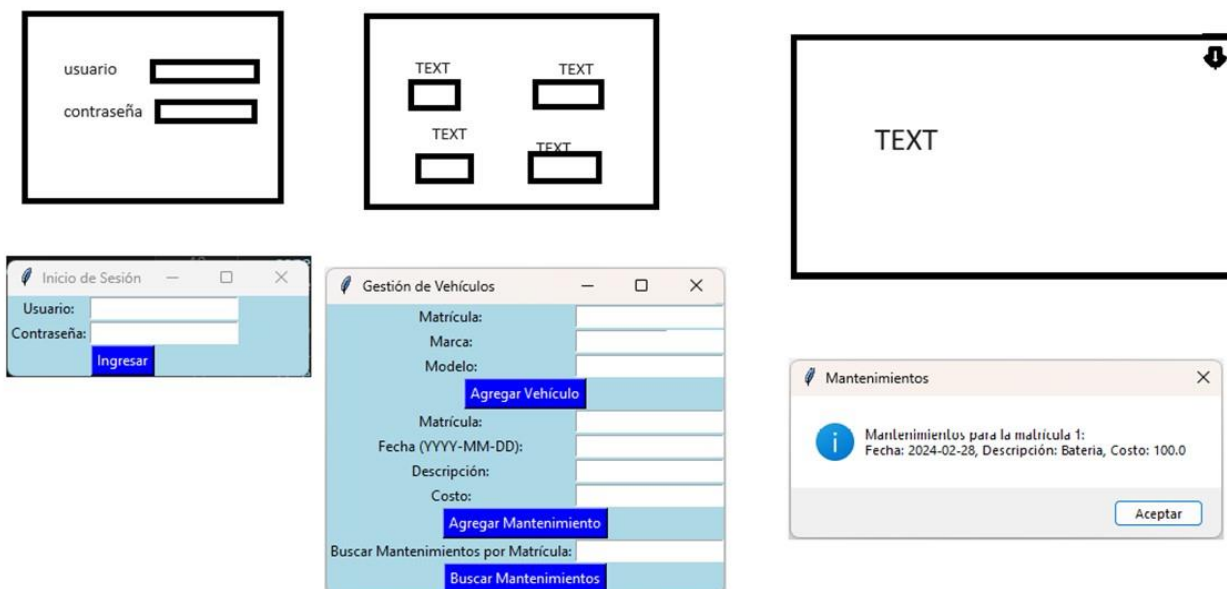 usuario
contraseña
TEXT
TEXT
TEXT
TEXT
TEXT
Inicio de Sesión
Usuario:
Contraseña:
Ingresar
Gestión de Vehículos
Matrícula:
Marca:
Modelo:
Agregar Vehículo
Matrícula:
Fecha (YYYY-MM-DD):
Descripción:
Costo:
Agregar Mantenimiento
Buscar Mantenimientos por Matrícula:
Buscar Mantenimientos
Mantenimientos
Mantenimientos para la matrícula 1:
Fecha: 2024-02-28, Descripción: Bateria, Costo: 100.0
Aceptar